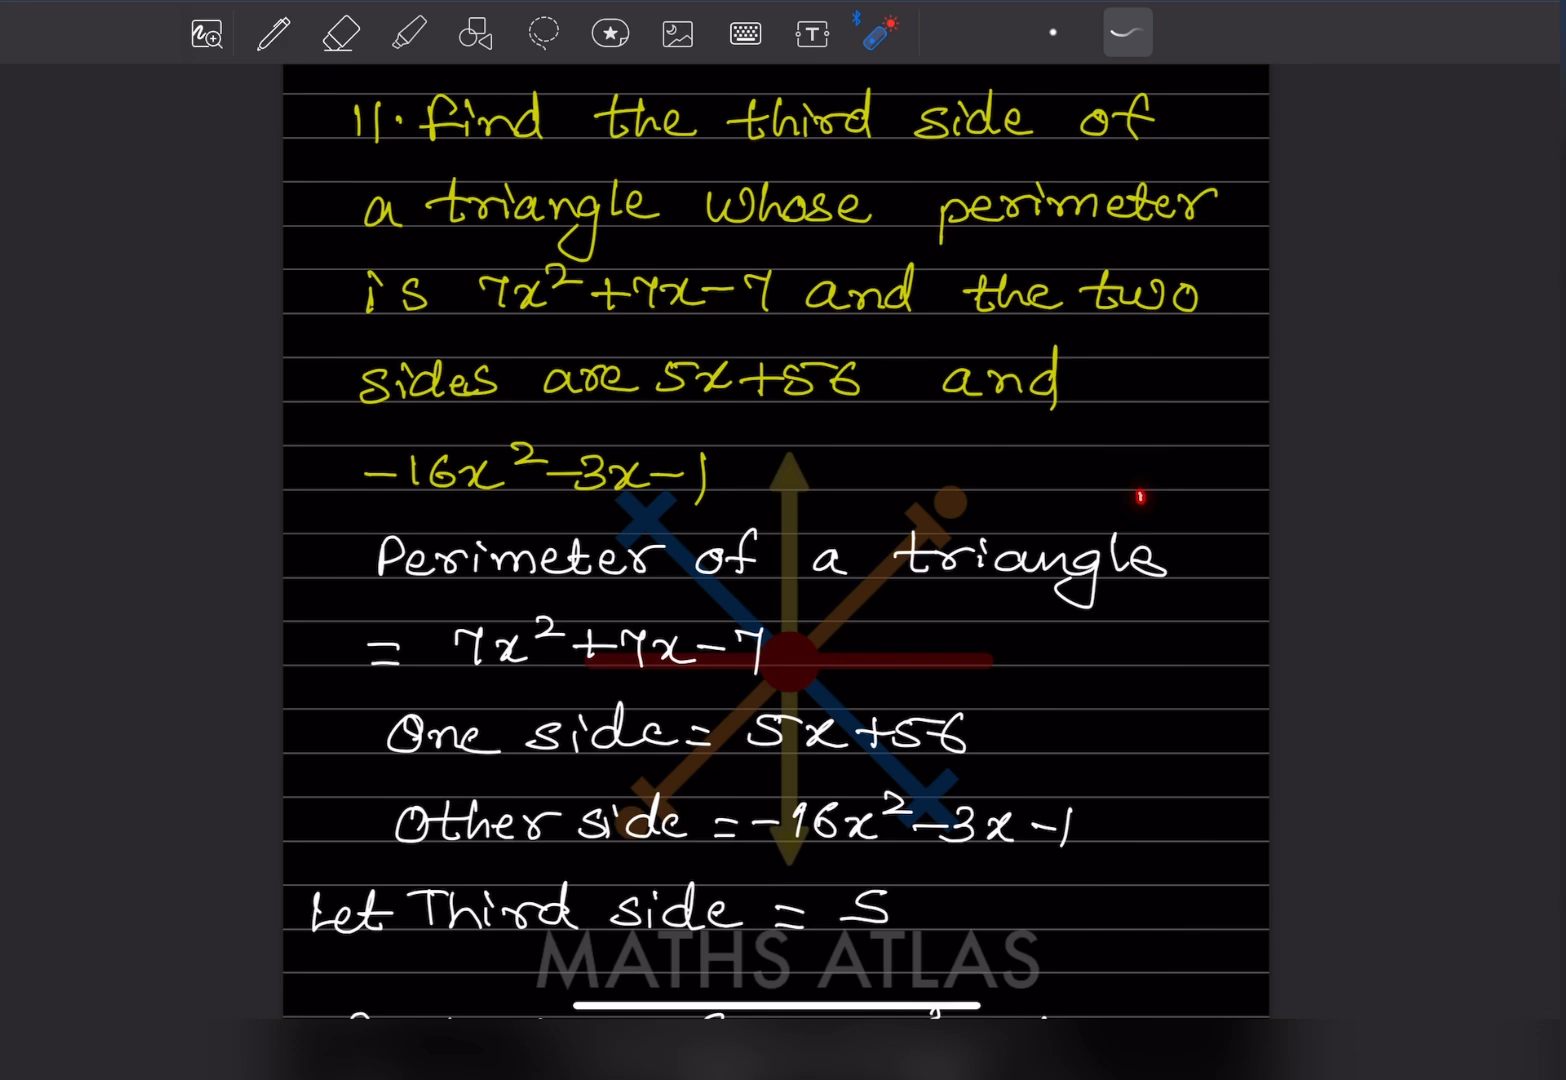 11. find the third side of
a triangle whose perimeter
is 7x²+7x-7 and the two
sides are 5x+56 and
-16x²-3x-1
Perimeter of a triangle
= 7x²+7x-7
One side= 5x+56
Other side =-16x²-3x-1
Let Third side = S
MATHS ATLAS